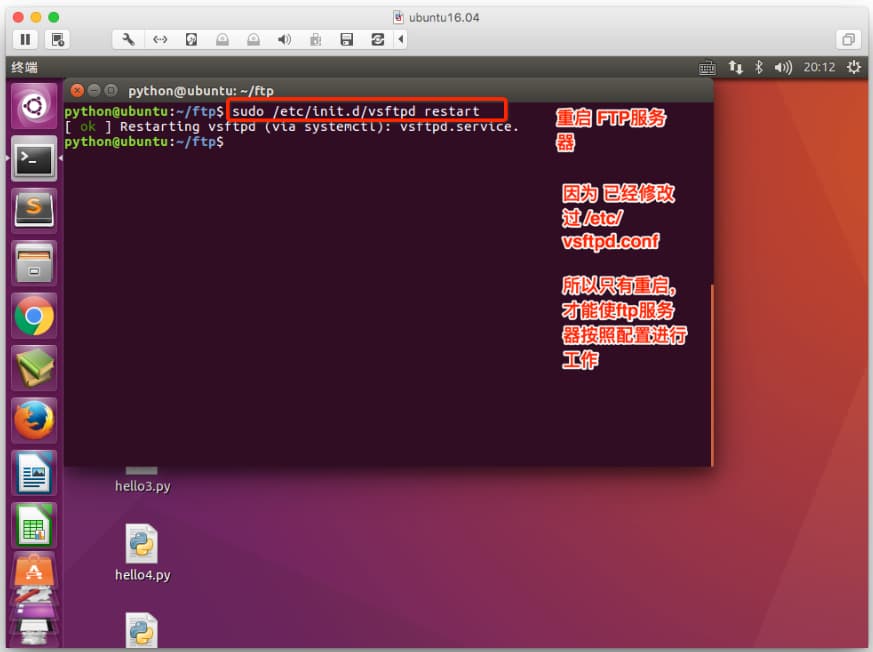 ubuntu16.04
终端
20:12
python@ubuntu: ~/ftp
python@ubuntu:~/ftp$ sudo /etc/init.d/vsftpd restart
[ ok ] Restarting vsftpd (via systemctl): vsftpd.service.
python@ubuntu:~/ftp$
重启 FTP服务
器
因为 已经修改
过 /etc/
vsftpd.conf
所以只有重启,
才能使ftp服务
器按照配置进行
工作
hello3.py
hello4.py